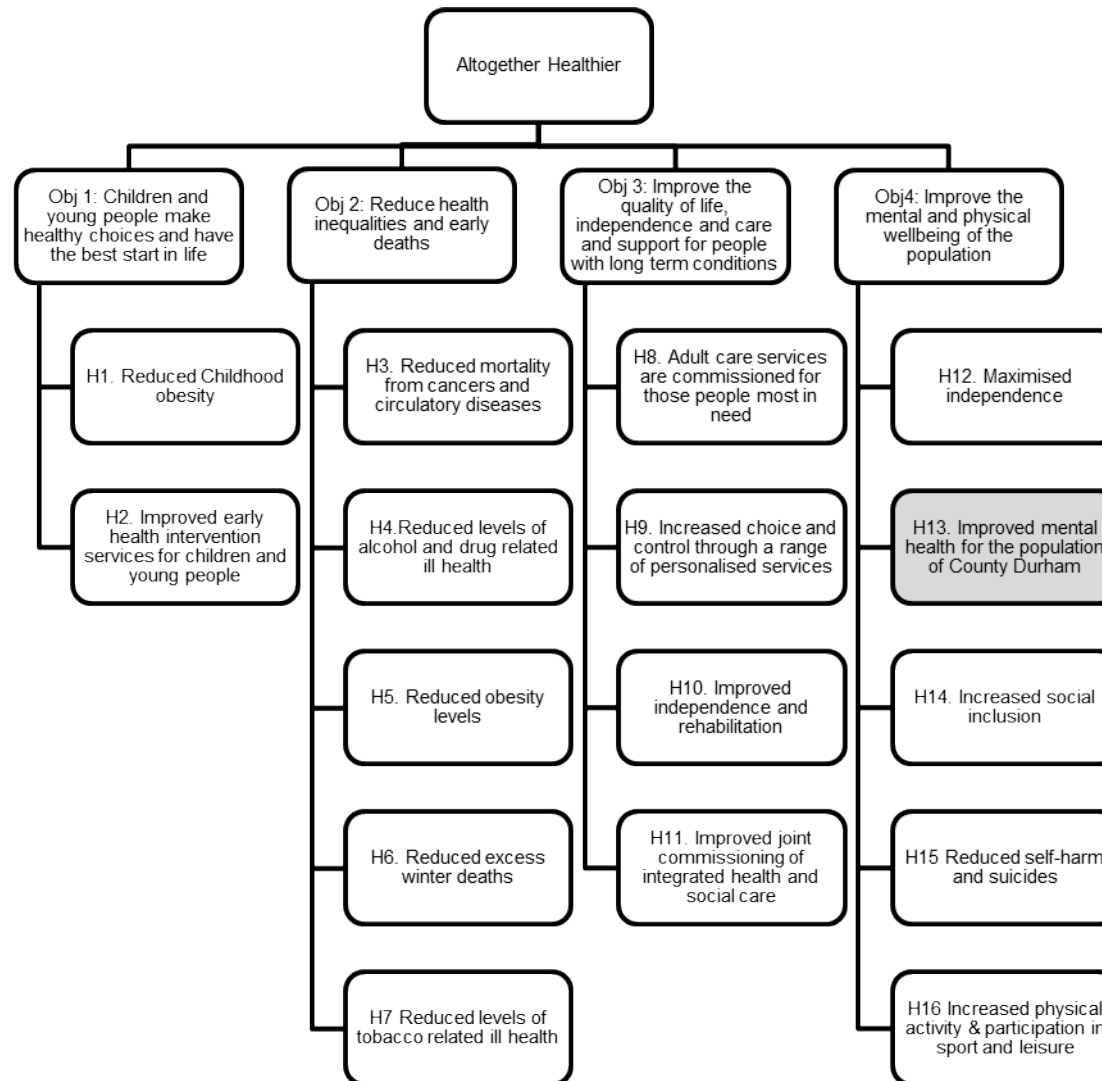 Altogether Healthier
Obj 1: Children and
young people make
healthy choices and have
the best start in life
H1. Reduced Childhood
obesity
H2. Improved early
health intervention
services for children and
young people
Obj 2: Reduce health
inequalities and early
deaths
H3. Reduced mortality
from cancers and
circulatory diseases
H4.Reduced levels of
alcohol and drug related
ill health
H5. Reduced obesity
levels
H6. Reduced excess
winter deaths
H7 Reduced levels of
tobacco related ill health
Obj 3: Improve the
quality of life,
independence and care
and support for people
with long term conditions
H8. Adult care services
are commissioned for
those people most in
need
H9. Increased choice and
control through a range
of personalised services
H10. Improved
independence and
rehabilitation
H11. Improved joint
commissioning of
integrated health and
social care
Obj4: Improve the
mental and physical
wellbeing of the
population
H12. Maximised
independence
H13. Improved mental
health for the population
of County Durham
H14. Increased social
inclusion
H15 Reduced self-harm
and suicides
H16 Increased physical
activity & participation in
sport and leisure